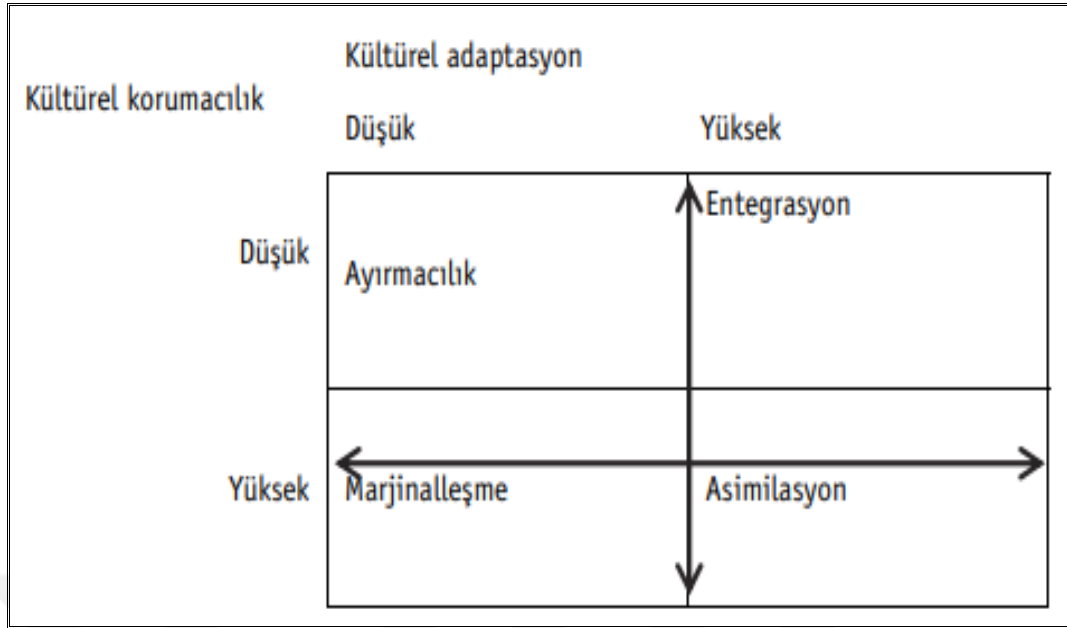 Kültürel adaptasyon
Kültürel korumacılık
Düşük Yüksek
Entegrasyon
Düşük
Ayırmacılık
Yüksek Marjinalleşme Asimilasyon